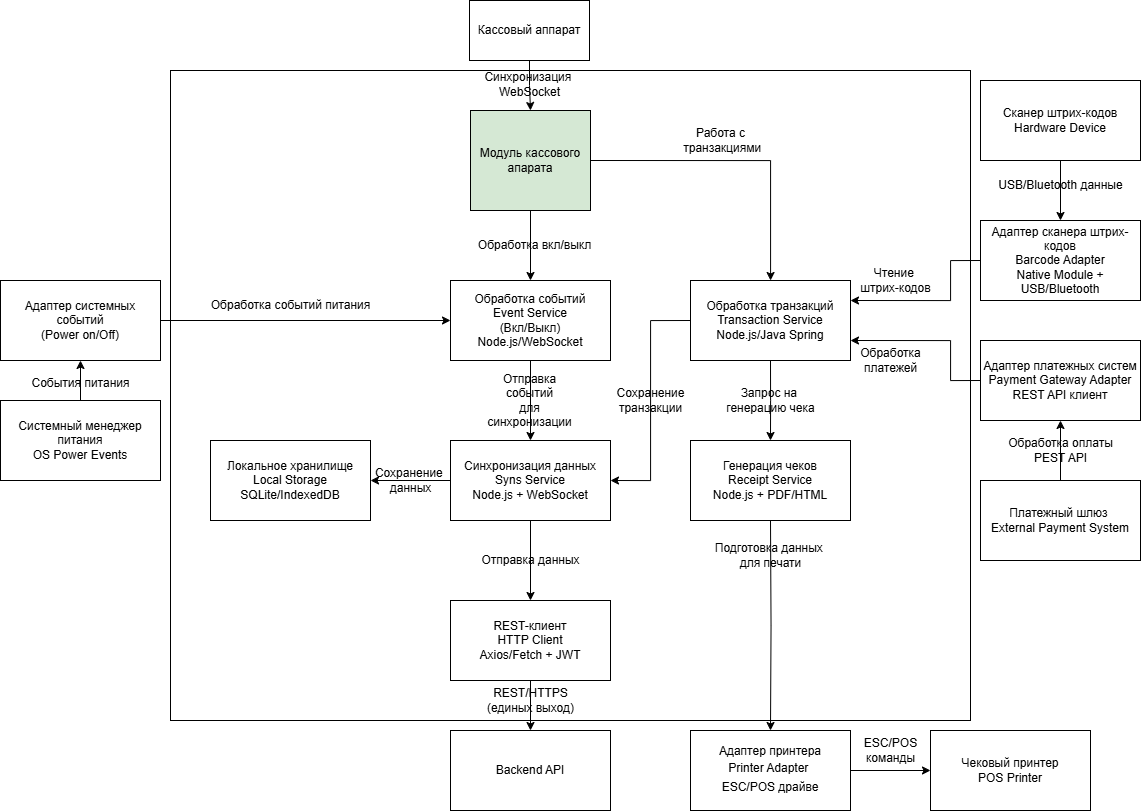 Кассовый аппарат
Синхронизация
WebSocket
Модуль кассового
апарата
Работа с
транзакциями
Сканер штрих-кодов
Hardware Device
USB/Bluetooth данные
Обработка вкл/выкл
Адаптер сканера штрих-
кодов
Barcode Adapter
Native Module +
USB/Bluetooth
Чтение
штрих-кодов
Адаптер системных
событий
(Power on/Off)
Обработка событий питания
Обработка событий
Event Service
(Вкл/Выкл)
Node.js/WebSocket
Обработка транзакций
Transaction Service
Node.js/Java Spring
Обработка
платежей
Адаптер платежных систем
Payment Gateway Adapter
REST API клиент
События питания
Отправка
событий
для
синхронизации
Сохранение
транзакции
Запрос на
генерацию чека
Системный менеджер
питания
OS Power Events
Обработка оплаты
PEST API
Локальное хранилище
Local Storage
SQLite/IndexedDB
Сохранение
данных
Синхронизация данных
Syns Service
Node.js + WebSocket
Генерация чеков
Receipt Service
Node.js + PDF/HTML
Платежный шлюз
External Payment System
Отправка данных
Подготовка данных
для печати
REST-клиент
HTTP Client
Axios/Fetch + JWT
REST/HTTPS
(единых выход)
Backend API
Адаптер принтера
Printer Adapter
ESC/POS драйве
ESC/POS
команды
Чековый принтер
POS Printer